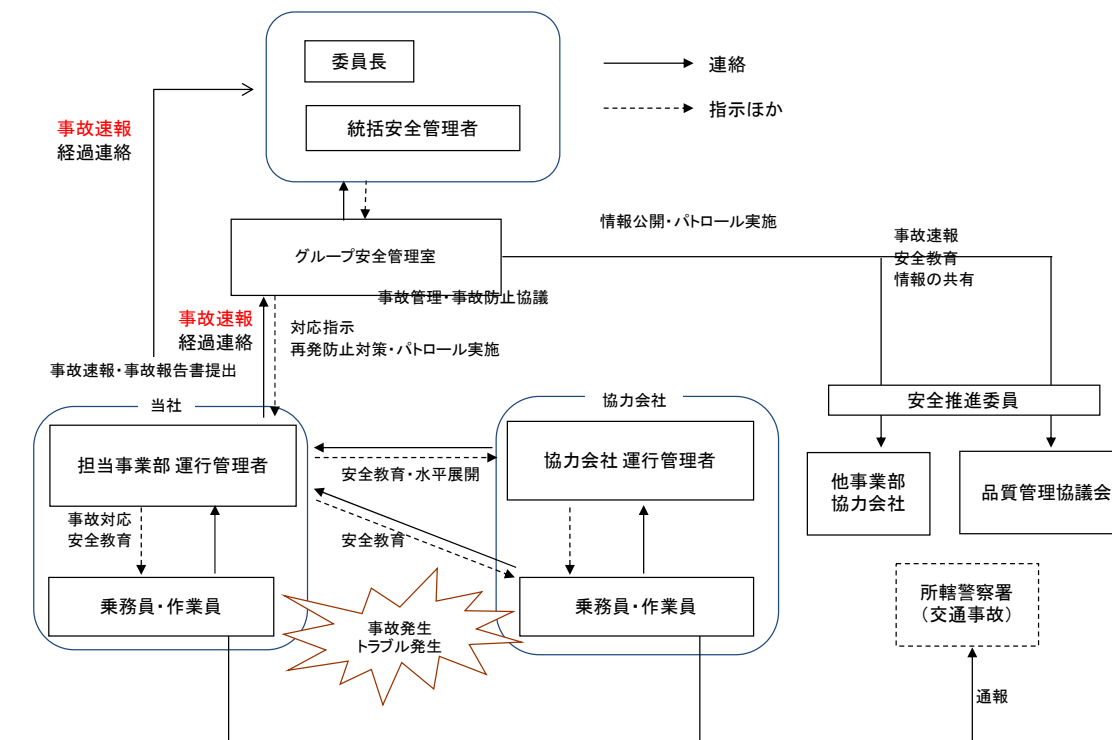 委員長
統括安全管理者
連絡
指示ほか
事故速報
経過連絡
グループ安全管理室
情報公開・パトロール実施
事故速報
安全教育
情報の共有
事故管理・事故防止協議
事故速報
経過連絡
対応指示
再発防止対策・パトロール実施
事故速報・事故報告書提出
当社
協力会社
安全推進委員
担当事業部 運行管理者
協力会社 運行管理者
安全教育・水平展開
他事業部
協力会社
品質管理協議会
事故対応
安全教育
安全教育
乗務員・作業員
事故発生
トラブル発生
乗務員・作業員
所轄警察署
（交通事故）
通報